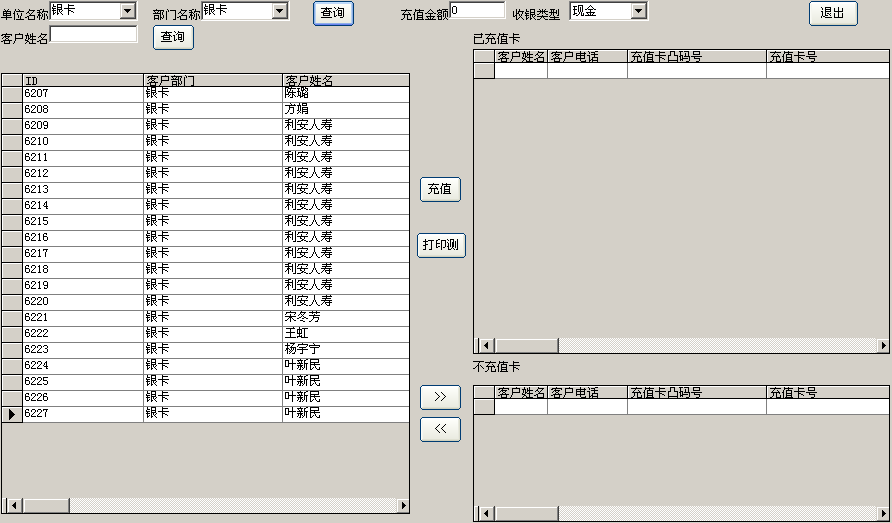 单位名称 银卡 部门名称 银卡 查询 充值金额 0 收银类型 现金 退出
客户姓名 查询
已充值卡
客户姓名 客户电话 充值卡凸码号 充值卡号
ID 客户部门 客户姓名
6207 银卡 陈璐
6208 银卡 方娟
6209 银卡 利安人寿
6210 银卡 利安人寿
6211 银卡 利安人寿
6212 银卡 利安人寿
6213 银卡 利安人寿
6214 银卡 利安人寿
6215 银卡 利安人寿
6216 银卡 利安人寿
6217 银卡 利安人寿
6218 银卡 利安人寿
6219 银卡 利安人寿
6220 银卡 利安人寿
6221 银卡 宋冬芳
6222 银卡 王虹
6223 银卡 杨宇宁
6224 银卡 叶新民
6225 银卡 叶新民
6226 银卡 叶新民
6227 银卡 叶新民
充值
打印测
>>
<<
不充值卡
客户姓名 客户电话 充值卡凸码号 充值卡号